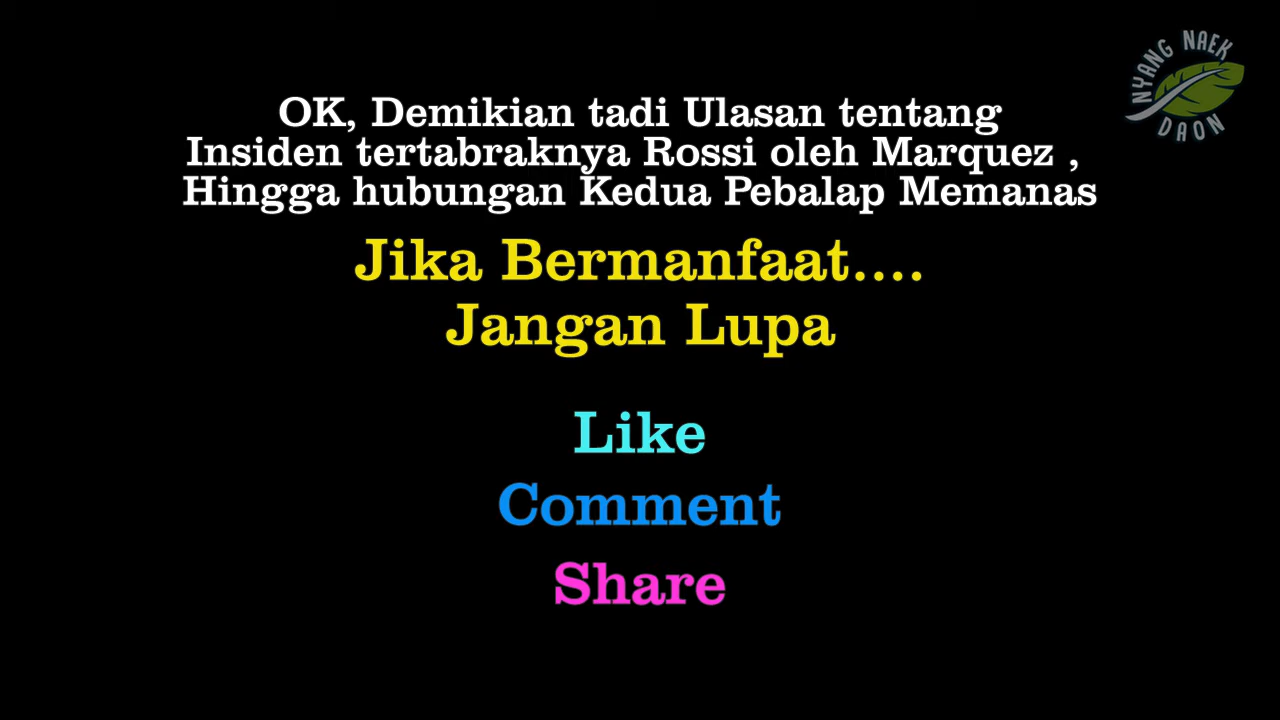 NYANG NAEK
DAON
OK, Demikian tadi Ulasan tentang
Insiden tertabraknya Rossi oleh Marquez ,
Hingga hubungan Kedua Pebalap Memanas
Jika Bermanfaat....
Jangan Lupa
Like
Comment
Share